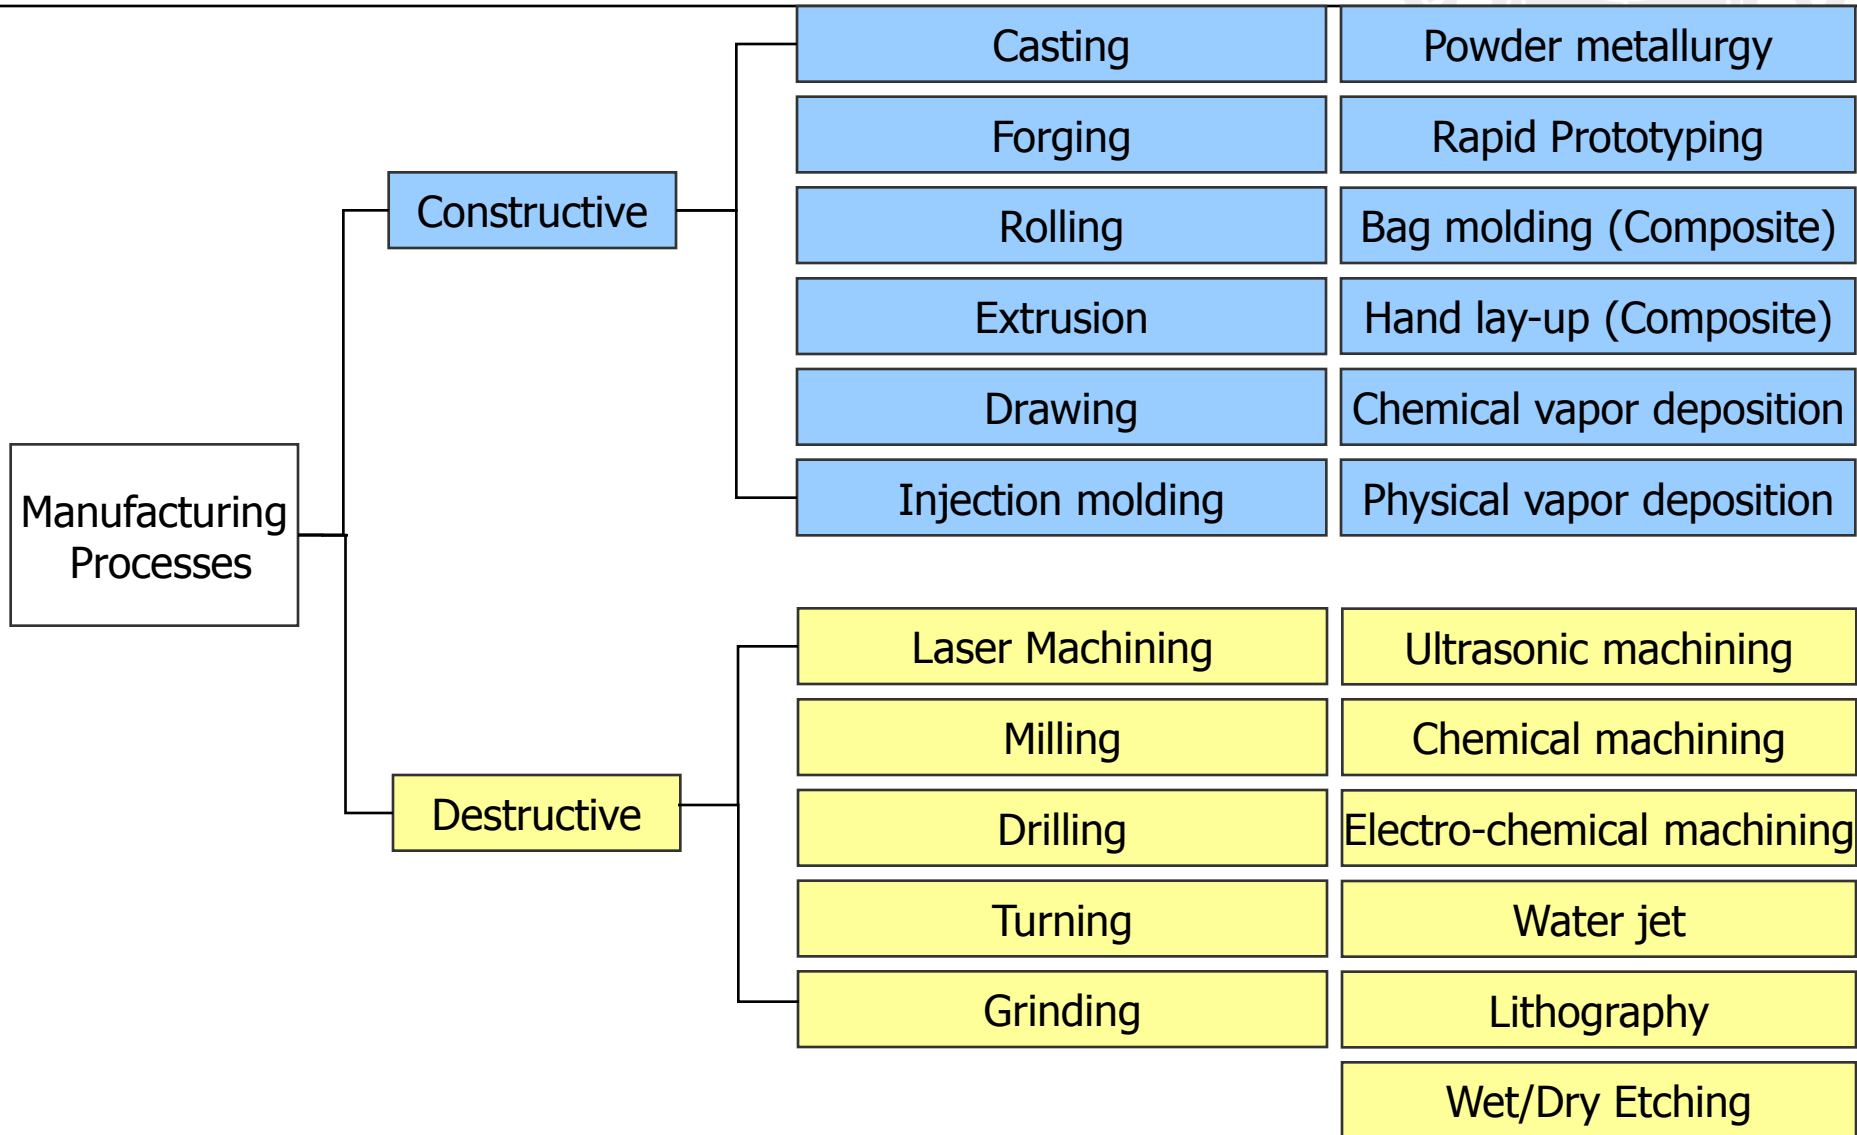 Casting
Powder metallurgy
Forging
Rapid Prototyping
Constructive
Rolling
Bag molding (Composite)
Extrusion
Hand lay-up (Composite)
Drawing
Chemical vapor deposition
Manufacturing
Processes
Injection molding
Physical vapor deposition
Laser Machining
Ultrasonic machining
Milling
Chemical machining
Destructive
Drilling
Electro-chemical machining
Turning
Water jet
Grinding
Lithography
Wet/Dry Etching